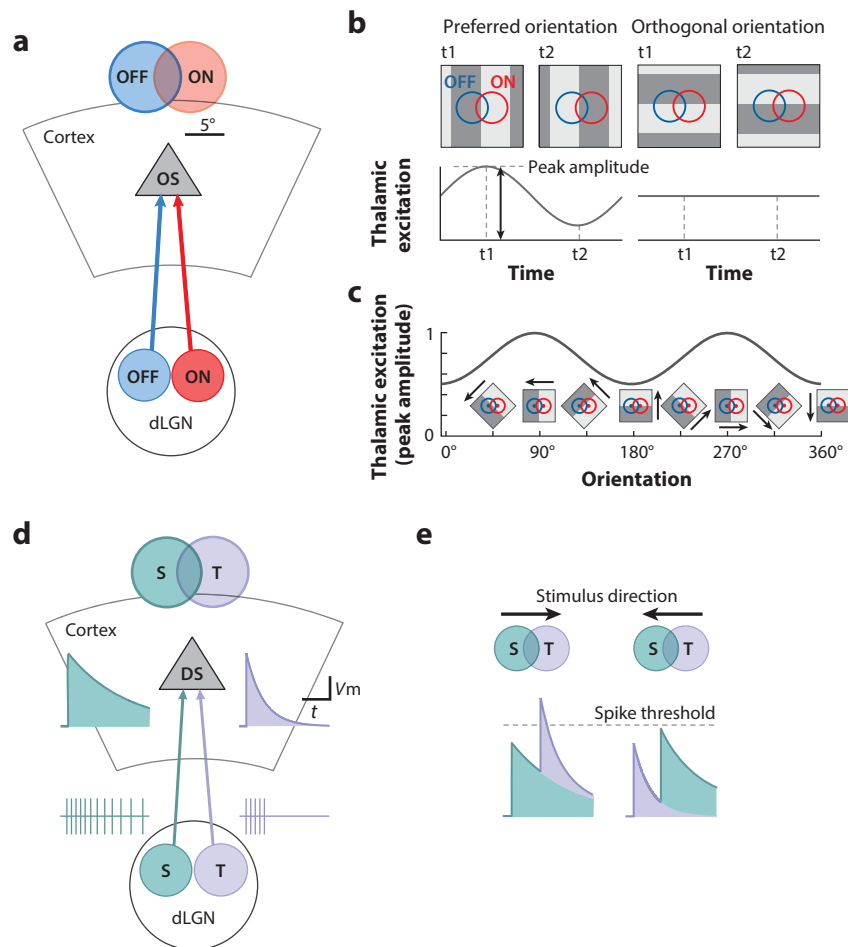 a
OFF
ON
5°
Cortex
OS
OFF
ON
dLGN
b
Preferred orientation
Orthogonal orientation
t1
t2
t1
t2
OFF
ON
Thalamic
excitation
Peak amplitude
t1
t2
t1
t2
Time
Time
c
Thalamic excitation
(peak amplitude)
1
0
0°
90°
180°
270°
360°
Orientation
d
S
T
Cortex
DS
Vm
t
S
T
dLGN
e
Stimulus direction
S
T
S
T
Spike threshold